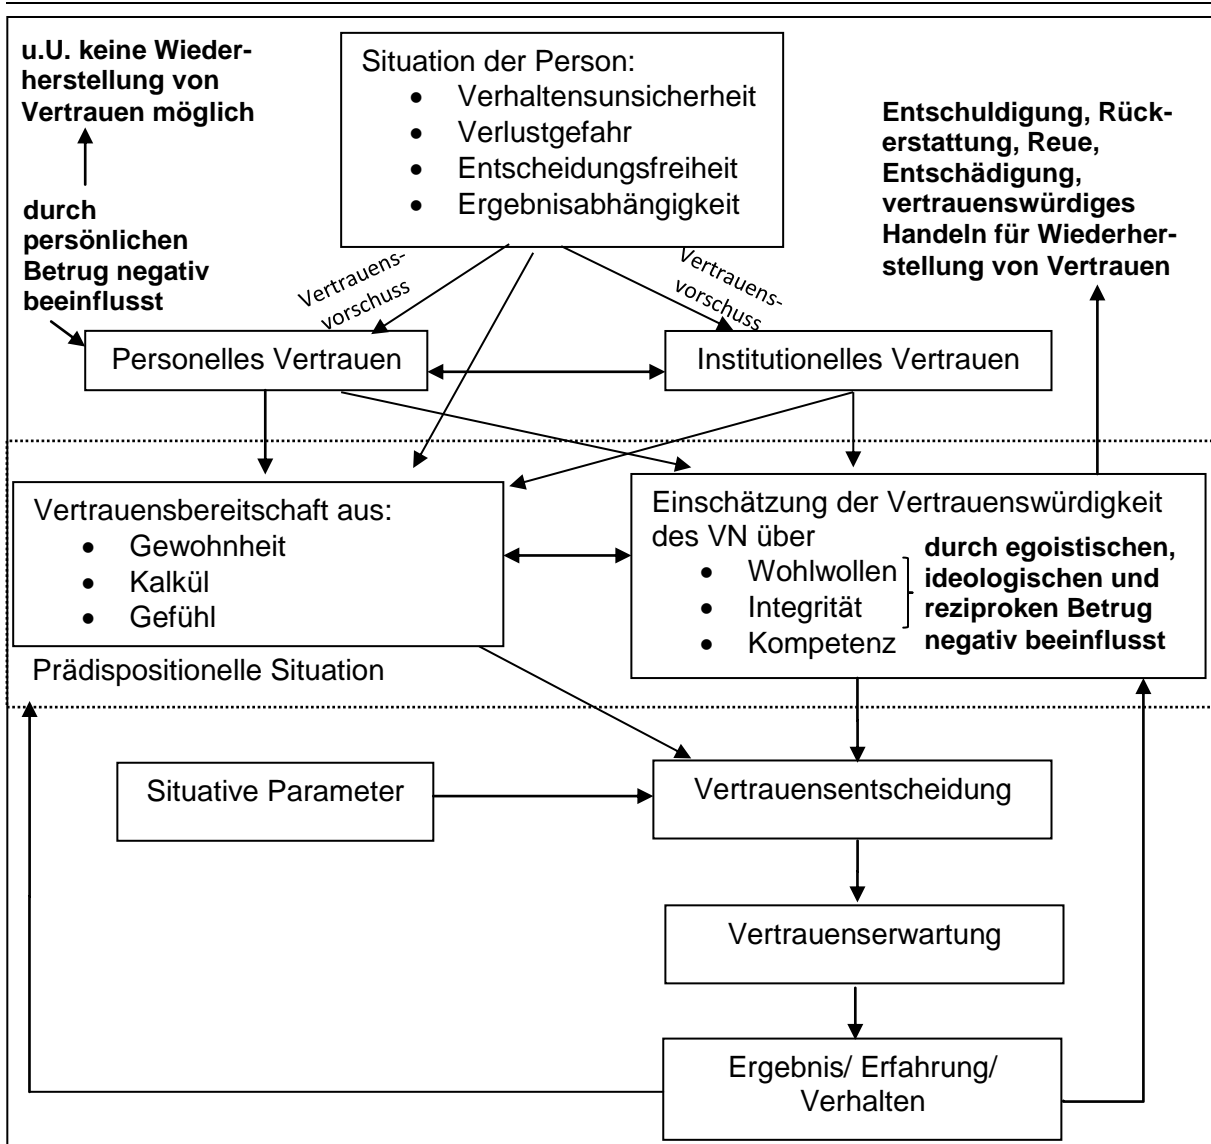 u.U. keine Wieder-
herstellung von
Vertrauen möglich
Situation der Person:
• Verhaltensunsicherheit
• Verlustgefahr
• Entscheidungsfreiheit
• Ergebnisabhängigkeit
Entschuldigung, Rück-
erstattung, Reue,
Entschädigung,
vertrauenswürdiges
Handeln für Wiederher-
stellung von Vertrauen
durch
persönlichen
Betrug negativ
beeinflusst
Vertrauens-
vorschuss
Vertrauens-
vorschuss
Personelles Vertrauen
Institutionelles Vertrauen
Vertrauensbereitschaft aus:
• Gewohnheit
• Kalkül
• Gefühl
Einschätzung der Vertrauenswürdigkeit
des VN über
• Wohlwollen
• Integrität
• Kompetenz
durch egoistischen,
ideologischen und
reziproken Betrug
negativ beeinflusst
Prädispositionelle Situation
Situative Parameter
Vertrauensentscheidung
Vertrauenserwartung
Ergebnis/ Erfahrung/
Verhalten